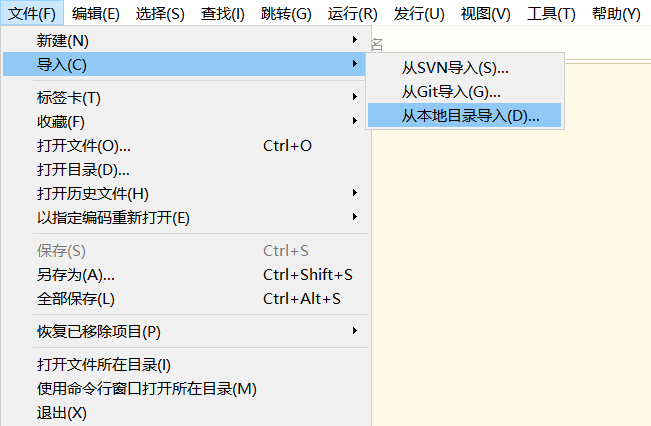 文件(F) 编辑(E) 选择(S) 查找(I) 跳转(G) 运行(R) 发行(U) 视图(V) 工具(T) 帮助(Y)
新建(N)
名
导入(C)
从SVN导入(S)...
从Git导入(G)...
从本地目录导入(D)...
标签卡(T)
收藏(F)
打开文件(O)... Ctrl+O
打开目录(D)...
打开历史文件(H)
以指定编码重新打开(E)
保存(S) Ctrl+S
另存为(A)... Ctrl+Shift+S
全部保存(L) Ctrl+Alt+S
恢复已移除项目(P)
打开文件所在目录(I)
使用命令行窗口打开所在目录(M)
退出(X)